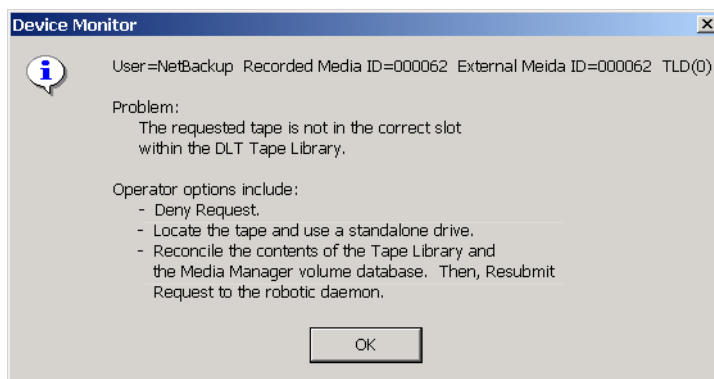 Device Monitor
User=NetBackup Recorded Media ID=000062 External Meida ID=000062 TLD(0)
Problem:
The requested tape is not in the correct slot
within the DLT Tape Library.
Operator options include:
- Deny Request.
- Locate the tape and use a standalone drive.
- Reconcile the contents of the Tape Library and
the Media Manager volume database. Then, Resubmit
Request to the robotic daemon.
OK